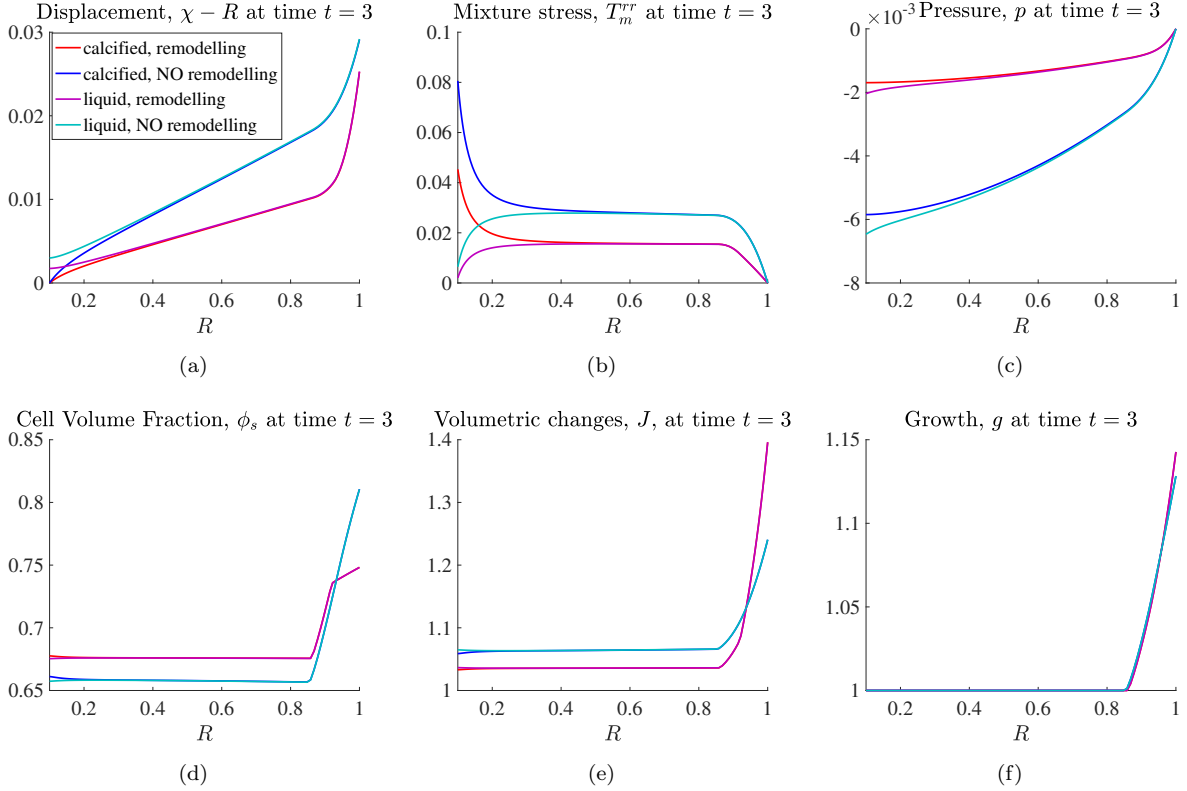 Displacement, χ − R at time t = 3
0.03
0.02
0.01
0
0.2 0.4 0.6 0.8 1
R
calcified, remodelling
calcified, NO remodelling
liquid, remodelling
liquid, NO remodelling
(a)
Mixture stress, T_m^{rr} at time t = 3
0.1
0.08
0.06
0.04
0.02
0
0.2 0.4 0.6 0.8 1
R
(b)
×10^{-3} Pressure, p at time t = 3
0
-2
-4
-6
-8
0.2 0.4 0.6 0.8 1
R
(c)
Cell Volume Fraction, ϕ_s at time t = 3
0.85
0.8
0.75
0.7
0.65
0.2 0.4 0.6 0.8 1
R
(d)
Volumetric changes, J, at time t = 3
1.4
1.3
1.2
1.1
1
0.2 0.4 0.6 0.8 1
R
(e)
Growth, g at time t = 3
1.15
1.1
1.05
1
0.2 0.4 0.6 0.8 1
R
(f)